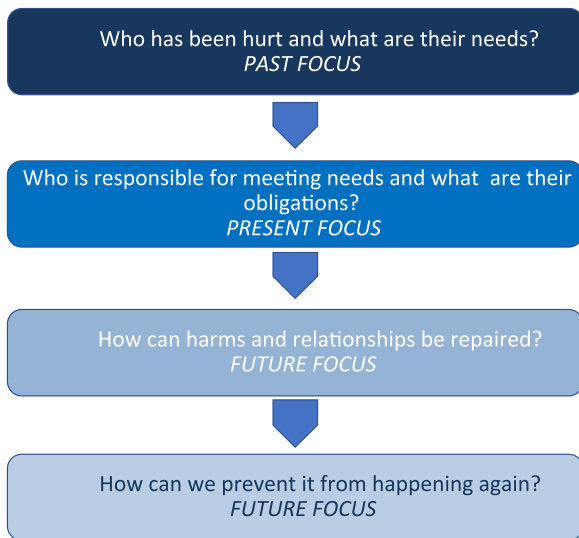 Who has been hurt and what are their needs?
PAST FOCUS
Who is responsible for meeting needs and what  are their
obligations?
PRESENT FOCUS
How can harms and relationships be repaired?
FUTURE FOCUS
How can we prevent it from happening again?
FUTURE FOCUS